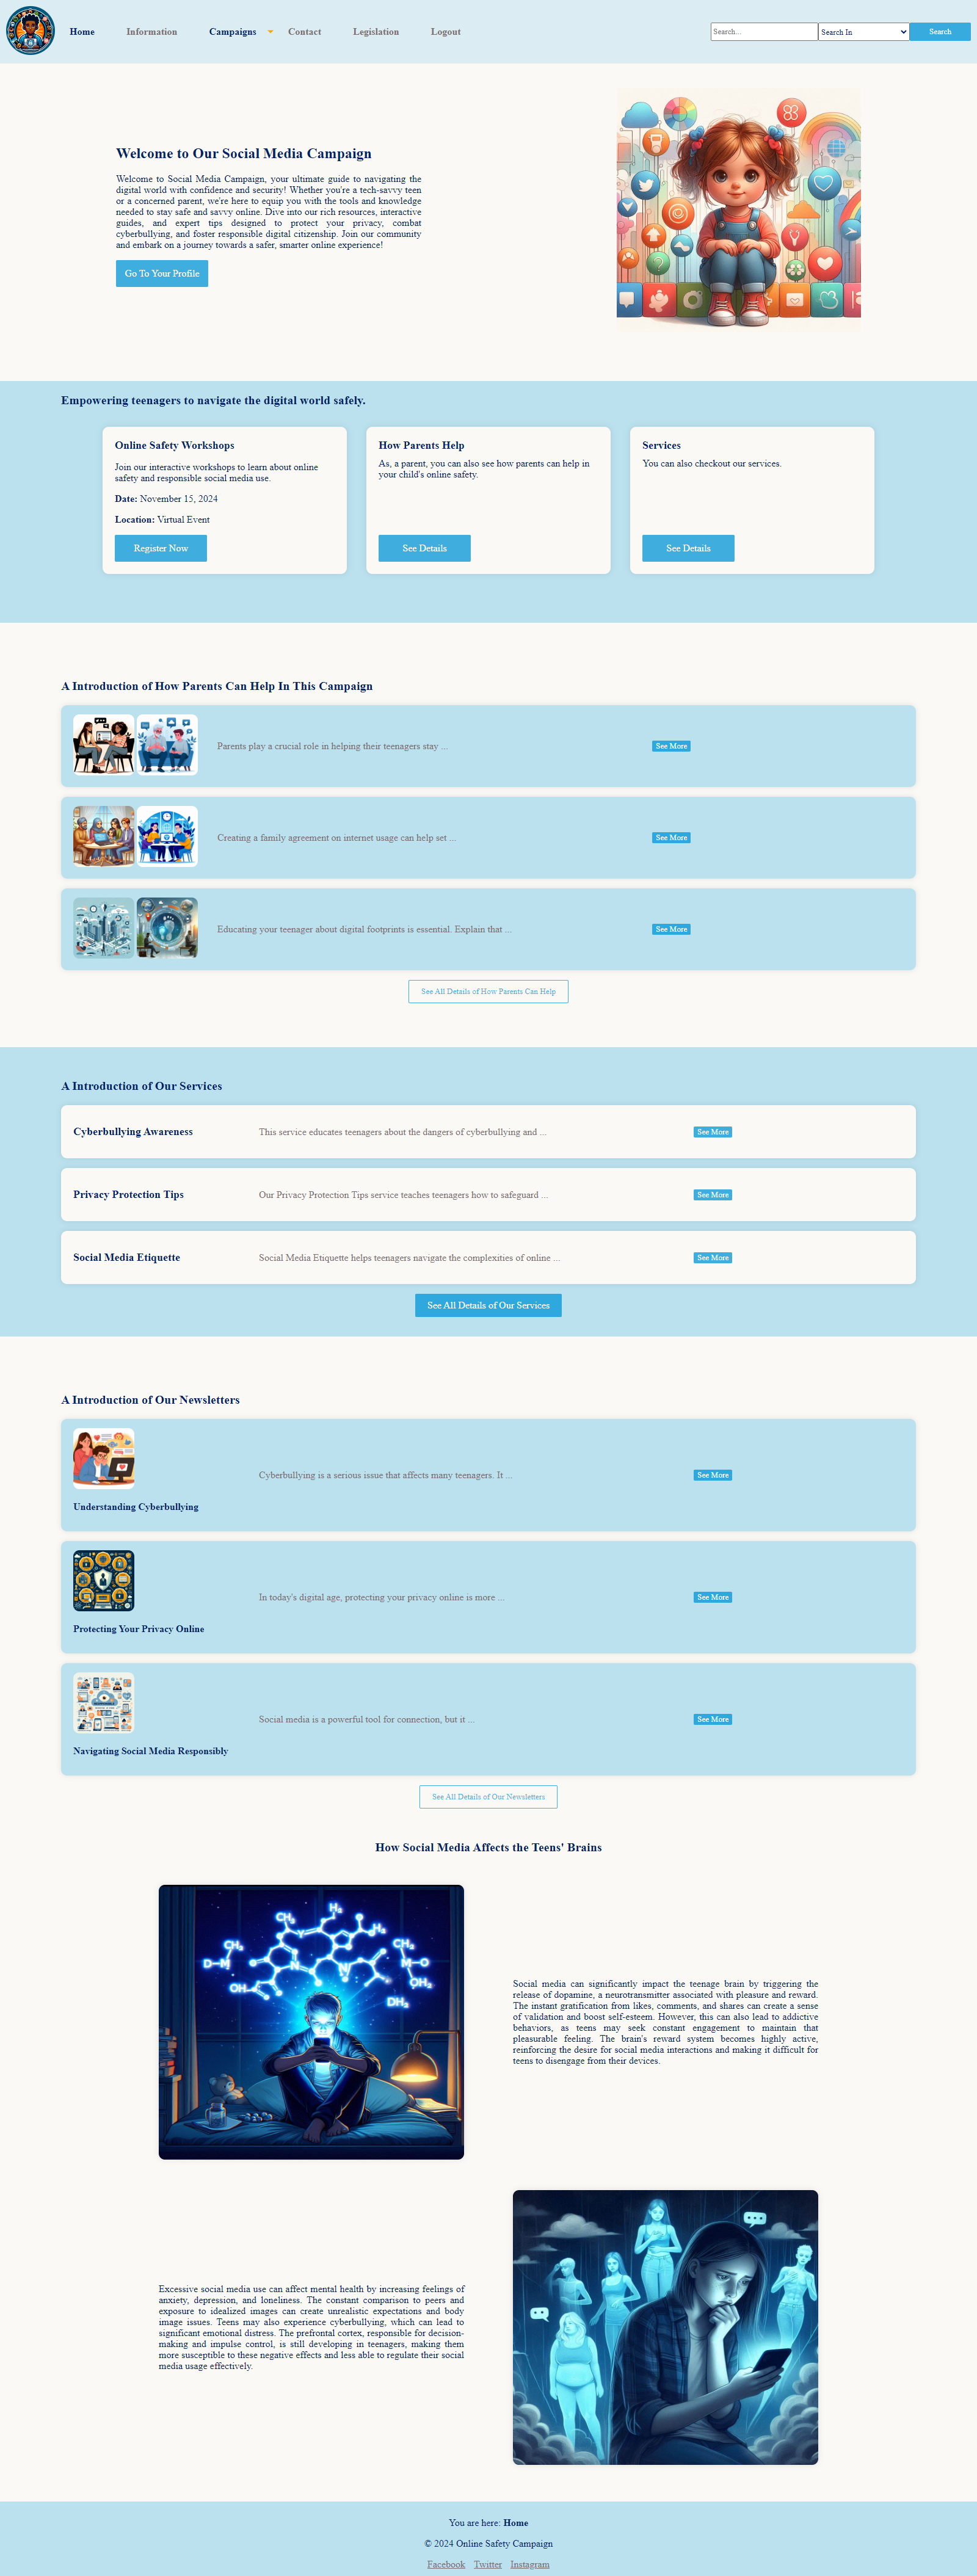 Home Information Campaigns Contact Legislation Logout Search... Search In Search
Welcome to Our Social Media Campaign
Welcome to Social Media Campaign, your ultimate guide to navigating the
digital world with confidence and security! Whether you're a tech-savvy teen
or a concerned parent, we're here to equip you with the tools and knowledge
needed to stay safe and savvy online. Dive into our rich resources, interactive
guides, and expert tips designed to protect your privacy, combat
cyberbullying, and foster responsible digital citizenship. Join our community
and embark on a journey towards a safer, smarter online experience!
Go To Your Profile
Empowering teenagers to navigate the digital world safely.
Online Safety Workshops
Join our interactive workshops to learn about online
safety and responsible social media use.
Date: November 15, 2024
Location: Virtual Event
Register Now
How Parents Help
As, a parent, you can also see how parents can help in
your child's online safety.
See Details
Services
You can also checkout our services.
See Details
A Introduction of How Parents Can Help In This Campaign
Parents play a crucial role in helping their teenagers stay ... See More
Creating a family agreement on internet usage can help set ... See More
Educating your teenager about digital footprints is essential. Explain that ... See More
See All Details of How Parents Can Help
A Introduction of Our Services
Cyberbullying Awareness This service educates teenagers about the dangers of cyberbullying and ... See More
Privacy Protection Tips Our Privacy Protection Tips service teaches teenagers how to safeguard ... See More
Social Media Etiquette Social Media Etiquette helps teenagers navigate the complexities of online ... See More
See All Details of Our Services
A Introduction of Our Newsletters
Cyberbullying is a serious issue that affects many teenagers. It ... See More
Understanding Cyberbullying
In today's digital age, protecting your privacy online is more ... See More
Protecting Your Privacy Online
Social media is a powerful tool for connection, but it ... See More
Navigating Social Media Responsibly
See All Details of Our Newsletters
How Social Media Affects the Teens' Brains
CH₃ H₃
H₃
CH₃ CH₃
D-M M-O
N N
OH OH₂
DH₃
Social media can significantly impact the teenage brain by triggering the
release of dopamine, a neurotransmitter associated with pleasure and reward.
The instant gratification from likes, comments, and shares can create a sense
of validation and boost self-esteem. However, this can also lead to addictive
behaviors, as teens may seek constant engagement to maintain that
pleasurable feeling. The brain's reward system becomes highly active,
reinforcing the desire for social media interactions and making it difficult for
teens to disengage from their devices.
Excessive social media use can affect mental health by increasing feelings of
anxiety, depression, and loneliness. The constant comparison to peers and
exposure to idealized images can create unrealistic expectations and body
image issues. Teens may also experience cyberbullying, which can lead to
significant emotional distress. The prefrontal cortex, responsible for decision-
making and impulse control, is still developing in teenagers, making them
more susceptible to these negative effects and less able to regulate their social
media usage effectively.
You are here: Home
© 2024 Online Safety Campaign
Facebook Twitter Instagram